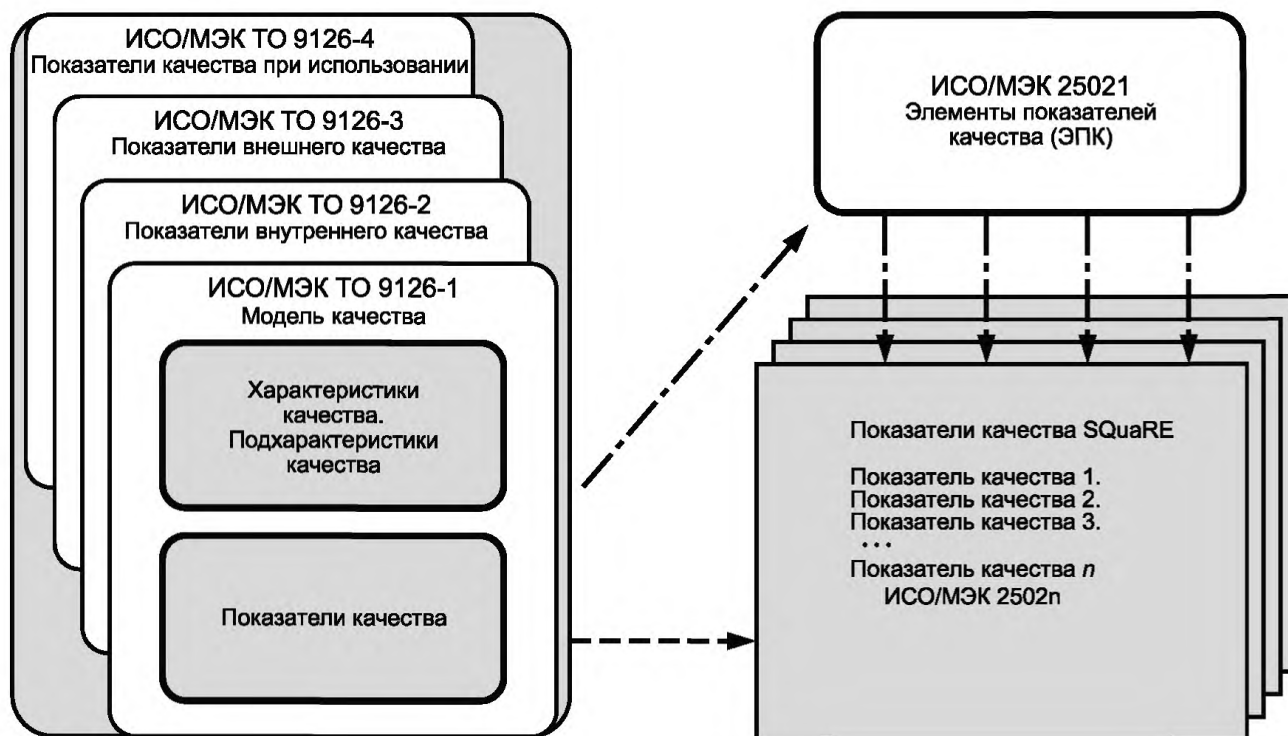 ИСО/МЭК ТО 9126-4
Показатели качества при использовании
ИСО/МЭК ТО 9126-3
Показатели внешнего качества
ИСО/МЭК ТО 9126-2
Показатели внутреннего качества
ИСО/МЭК ТО 9126-1
Модель качества
Характеристики
качества.
Подхарактеристики
качества
Показатели качества
ИСО/МЭК 25021
Элементы показателей
качества (ЭПК)
Показатели качества SQuaRE
Показатель качества 1.
Показатель качества 2.
Показатель качества 3.
...
Показатель качества n
ИСО/МЭК 2502n